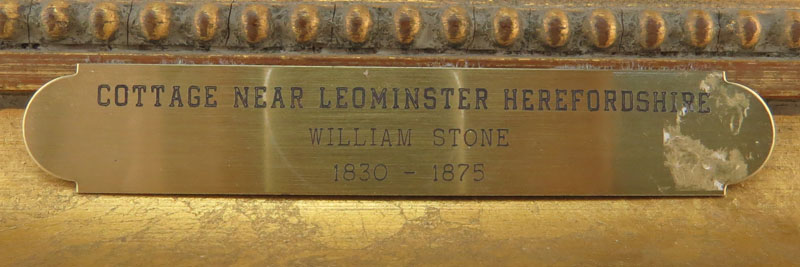 COTTAGE NEAR LEOMINSTER HEREFORDSHIRE
WILLIAM STONE
1830 - 1875